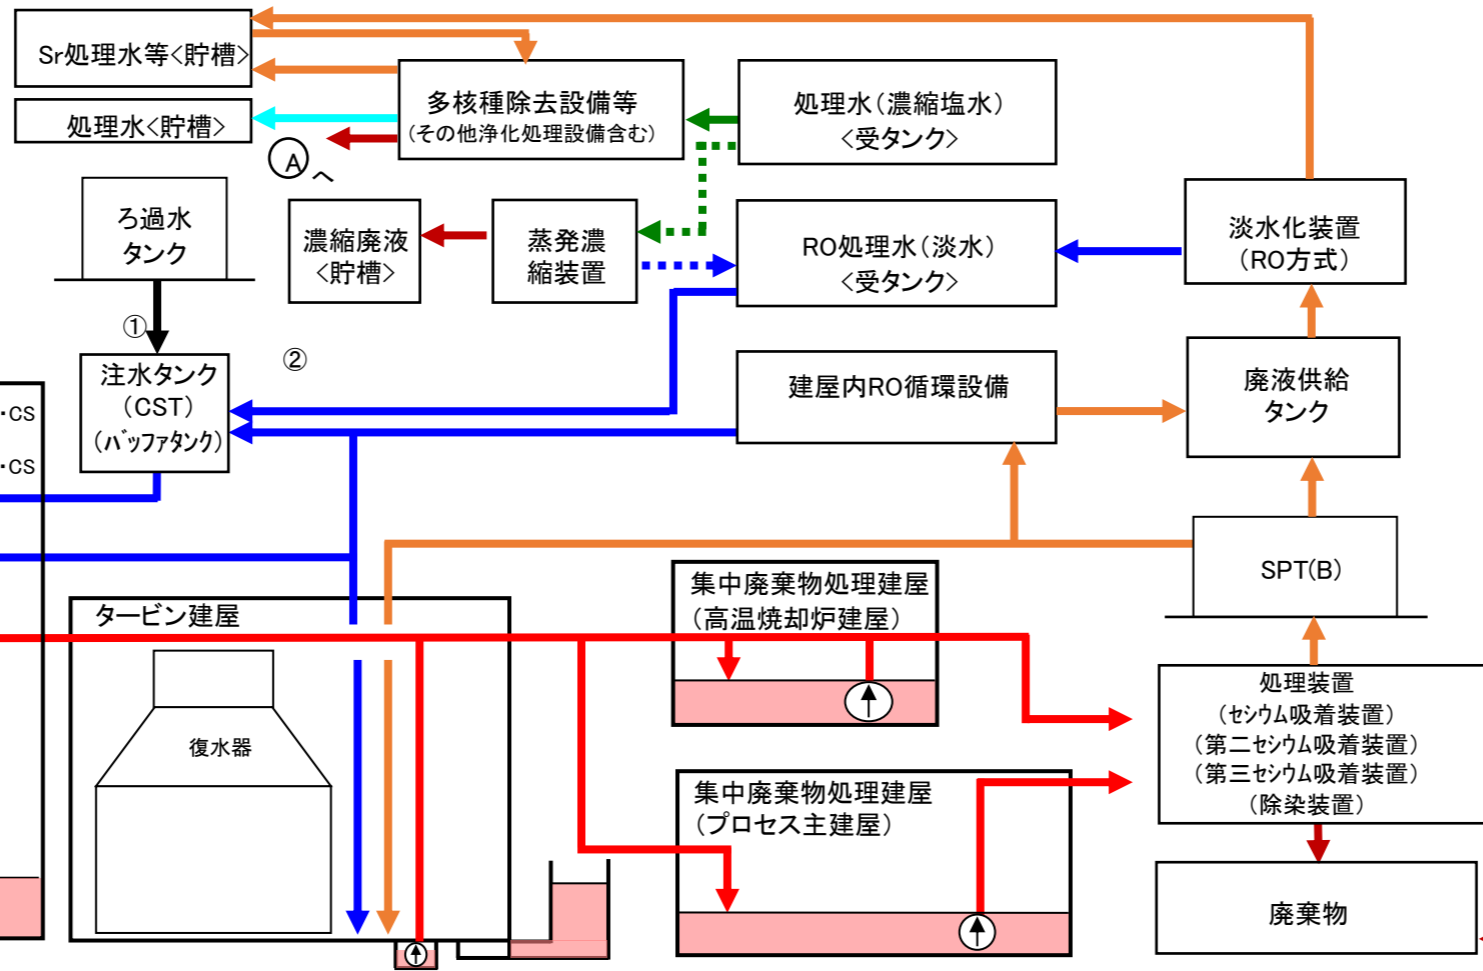 Sr処理水等<貯槽>
処理水<貯槽>
多核種除去設備等
(その他浄化処理設備含む)
処理水(濃縮塩水)
<受タンク>
A へ
ろ過水
タンク
濃縮廃液
<貯槽>
蒸発濃
縮装置
RO処理水(淡水)
<受タンク>
淡水化装置
(RO方式)
①
②
注水タンク
(CST)
(バッファタンク)
・CS
・CS
建屋内RO循環設備
廃液供給
タンク
SPT(B)
集中廃棄物処理建屋
(高温焼却炉建屋)
タービン建屋
復水器
処理装置
(セシウム吸着装置)
(第二セシウム吸着装置)
(第三セシウム吸着装置)
(除染装置)
集中廃棄物処理建屋
(プロセス主建屋)
廃棄物